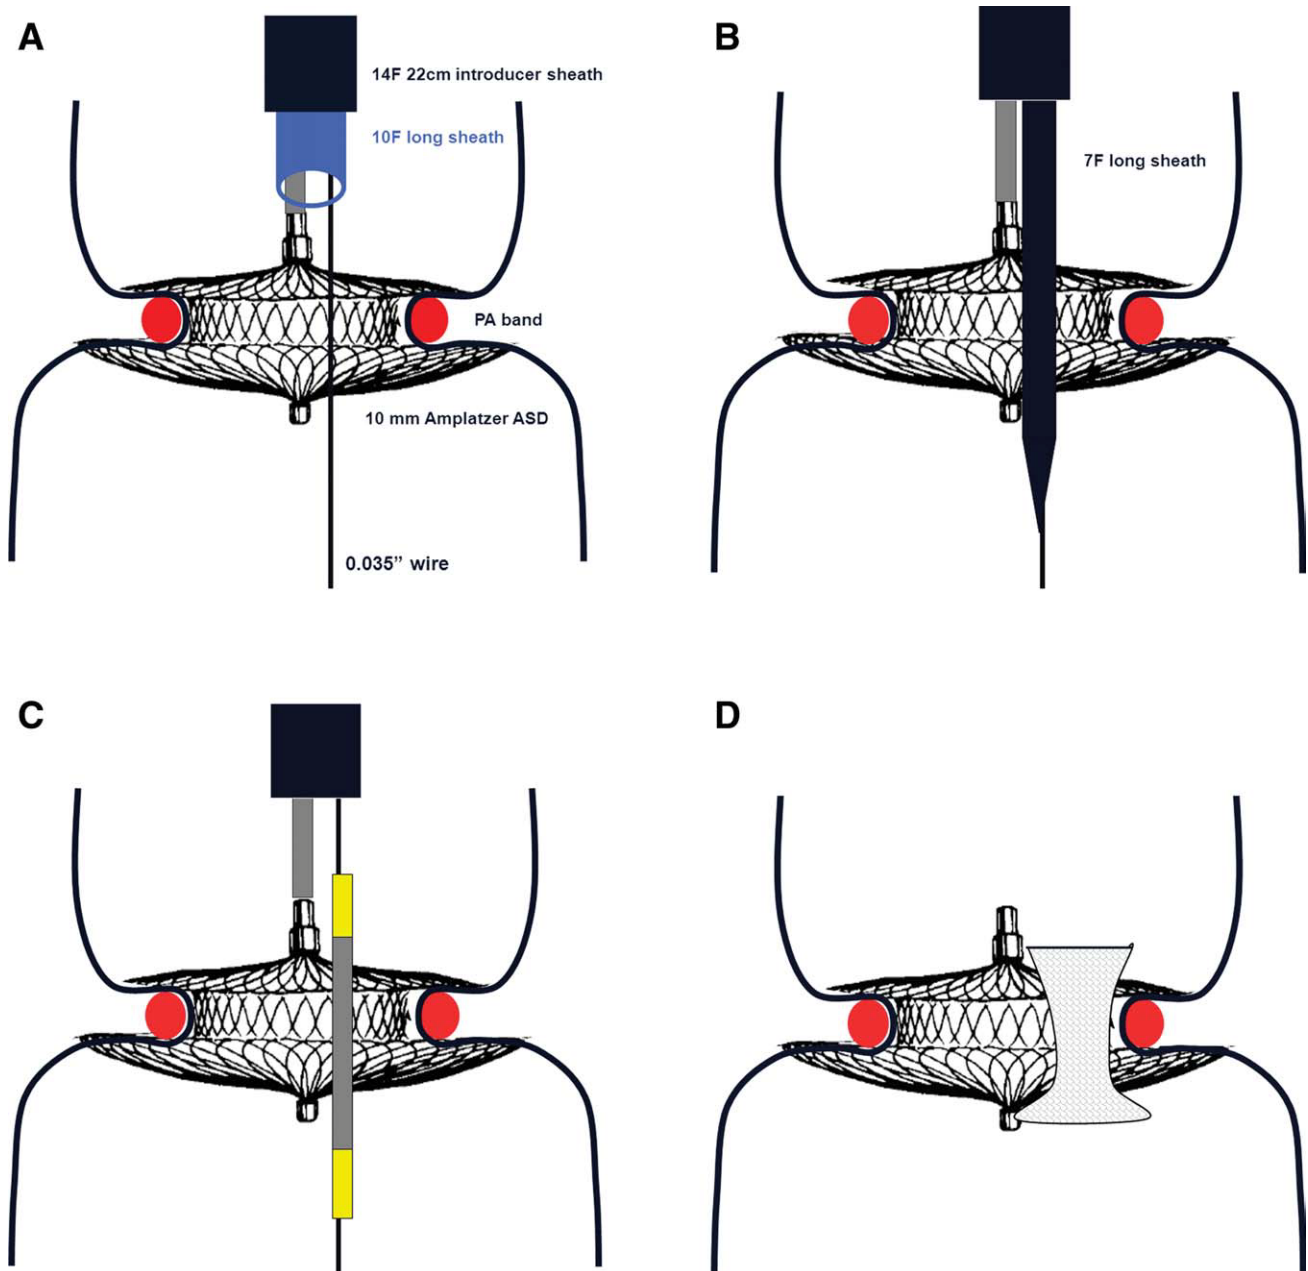 A
14F 22cm introducer sheath
10F long sheath
PA band
10 mm Amplatzer ASD
0.035” wire
B
7F long sheath
C
D